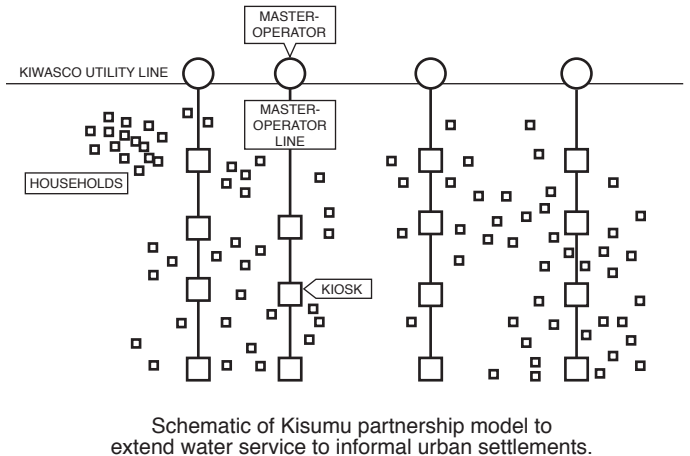 MASTER-
OPERATOR
KIWASCO UTILITY LINE
MASTER-
OPERATOR
LINE
HOUSEHOLDS
KIOSK
Schematic of Kisumu partnership model to
extend water service to informal urban settlements.